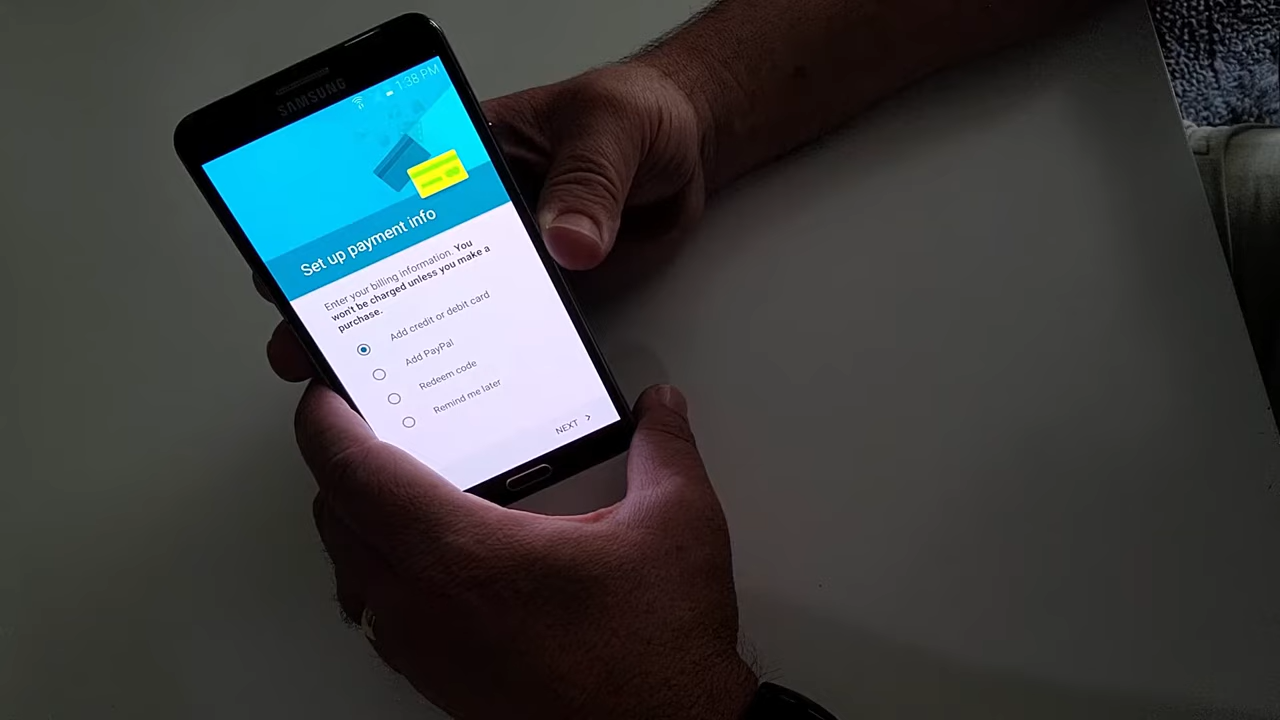 SAMSUNG
1:38 PM
Set up payment info
Enter your billing information. You
won't be charged unless you make a
purchase.
Add credit or debit card
Add PayPal
Redeem code
Remind me later
NEXT >